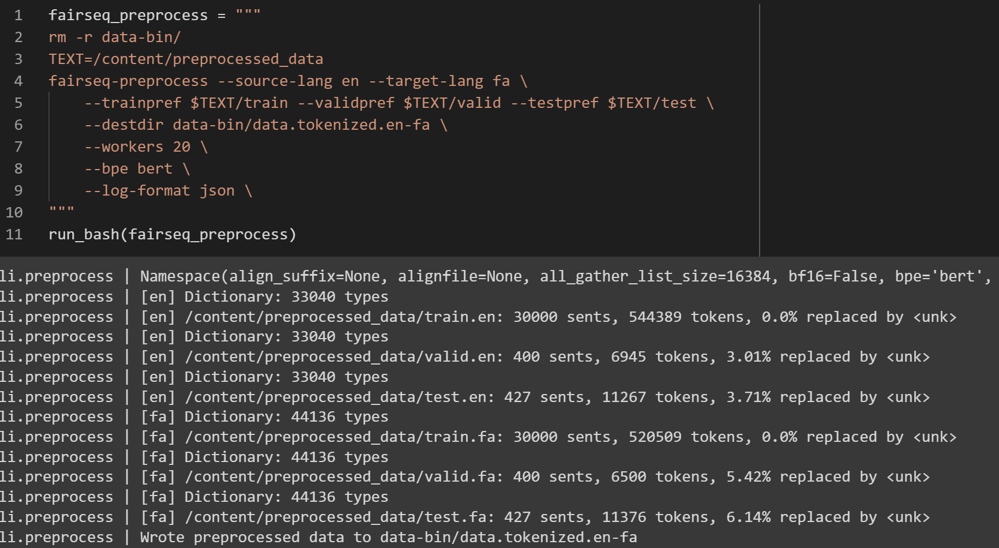 1 fairseq_preprocess = """
2 rm -r data-bin/
3 TEXT=/content/preprocessed_data
4 fairseq-preprocess --source-lang en --target-lang fa \
5     --trainpref $TEXT/train --validpref $TEXT/valid --testpref $TEXT/test \
6     --destdir data-bin/data.tokenized.en-fa \
7     --workers 20 \
8     --bpe bert \
9     --log-format json \
10 """
11 run_bash(fairseq_preprocess)
li.preprocess | Namespace(align_suffix=None, alignfile=None, all_gather_list_size=16384, bf16=False, bpe='bert',
li.preprocess | [en] Dictionary: 33040 types
li.preprocess | [en] /content/preprocessed_data/train.en: 30000 sents, 544389 tokens, 0.0% replaced by <unk>
li.preprocess | [en] Dictionary: 33040 types
li.preprocess | [en] /content/preprocessed_data/valid.en: 400 sents, 6945 tokens, 3.01% replaced by <unk>
li.preprocess | [en] Dictionary: 33040 types
li.preprocess | [en] /content/preprocessed_data/test.en: 427 sents, 11267 tokens, 3.71% replaced by <unk>
li.preprocess | [fa] Dictionary: 44136 types
li.preprocess | [fa] /content/preprocessed_data/train.fa: 30000 sents, 520509 tokens, 0.0% replaced by <unk>
li.preprocess | [fa] Dictionary: 44136 types
li.preprocess | [fa] /content/preprocessed_data/valid.fa: 400 sents, 6500 tokens, 5.42% replaced by <unk>
li.preprocess | [fa] Dictionary: 44136 types
li.preprocess | [fa] /content/preprocessed_data/test.fa: 427 sents, 11376 tokens, 6.14% replaced by <unk>
li.preprocess | Wrote preprocessed data to data-bin/data.tokenized.en-fa